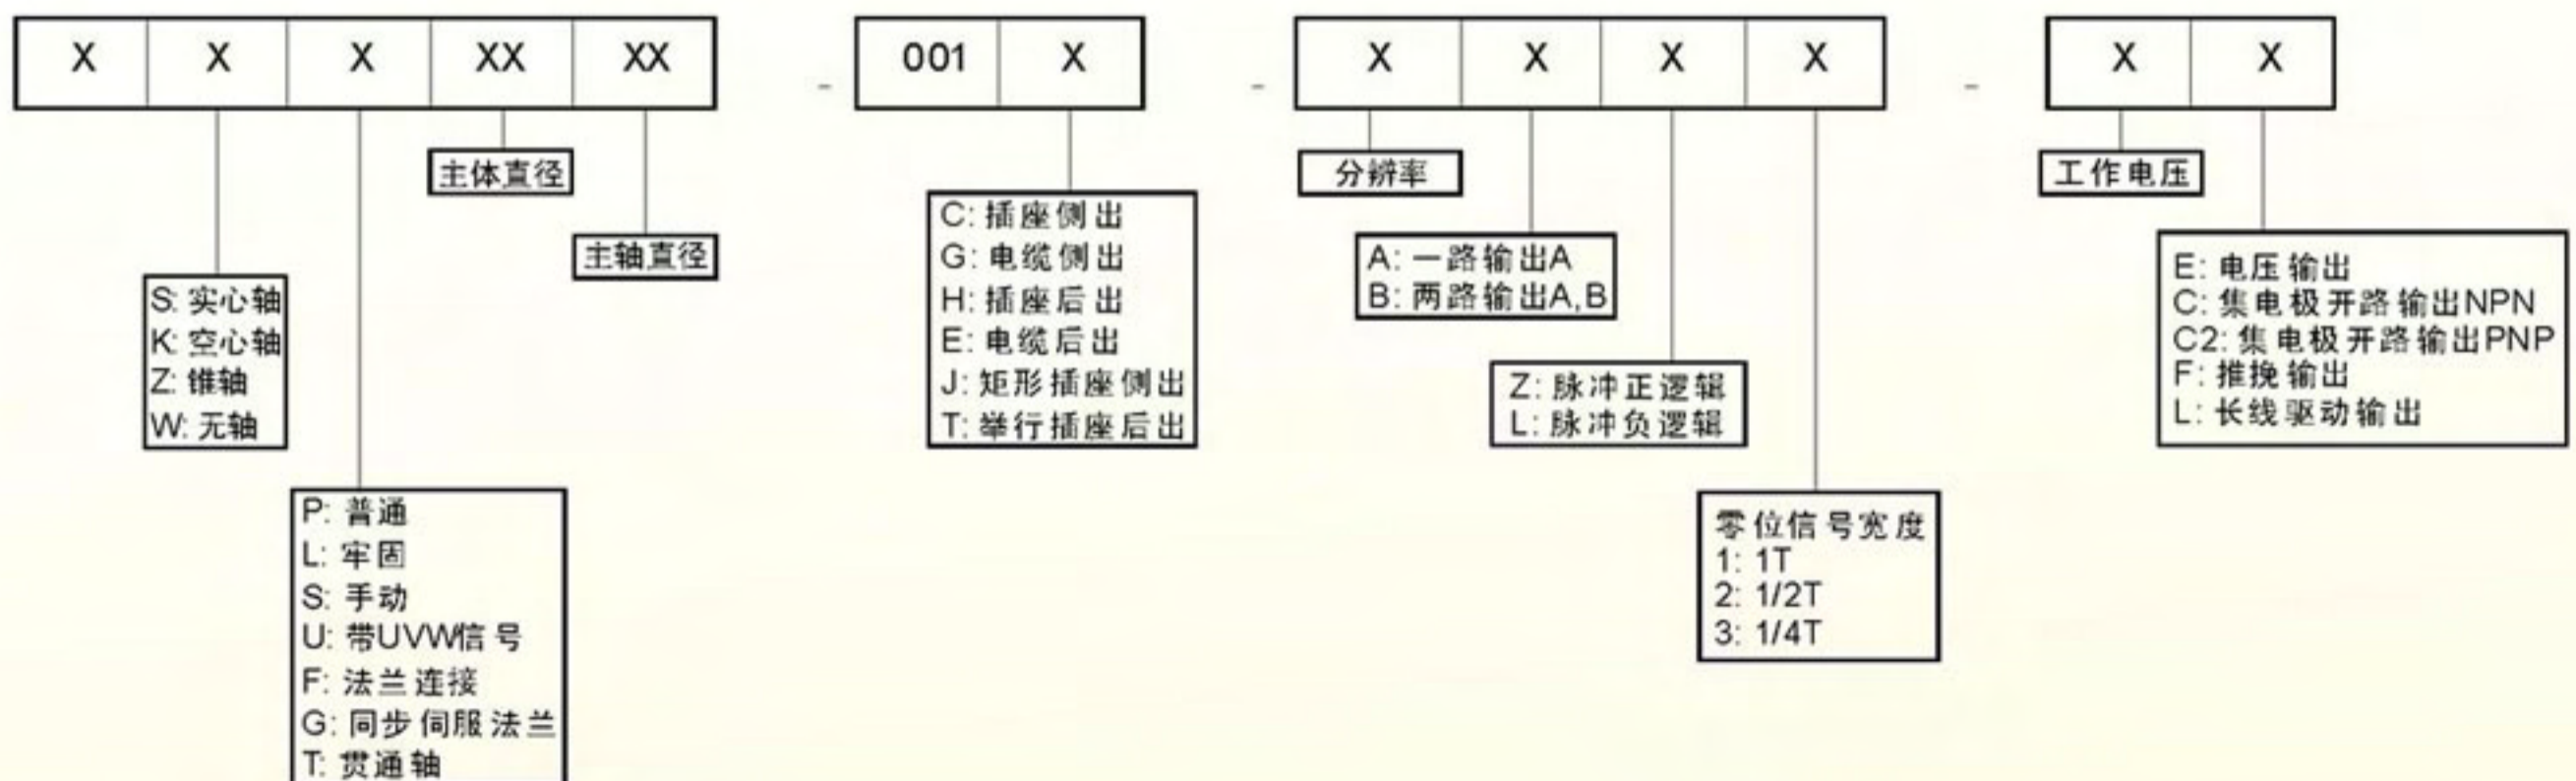 X X X XX XX - 001 X - X X X X - X X
主体直径
主轴直径
S: 实心轴
K: 空心轴
Z: 锥轴
W: 无轴
P: 普通
L: 牢固
S: 手动
U: 带UVW信号
F: 法兰连接
G: 同步伺服法兰
T: 贯通轴
C: 插座侧出
G: 电缆侧出
H: 插座后出
E: 电缆后出
J: 矩形插座侧出
T: 举行插座后出
分辨率
A: 一路输出A
B: 两路输出A,B
Z: 脉冲正逻辑
L: 脉冲负逻辑
零位信号宽度
1: 1T
2: 1/2T
3: 1/4T
工作电压
E: 电压输出
C: 集电极开路输出NPN
C2: 集电极开路输出PNP
F: 推挽输出
L: 长线驱动输出